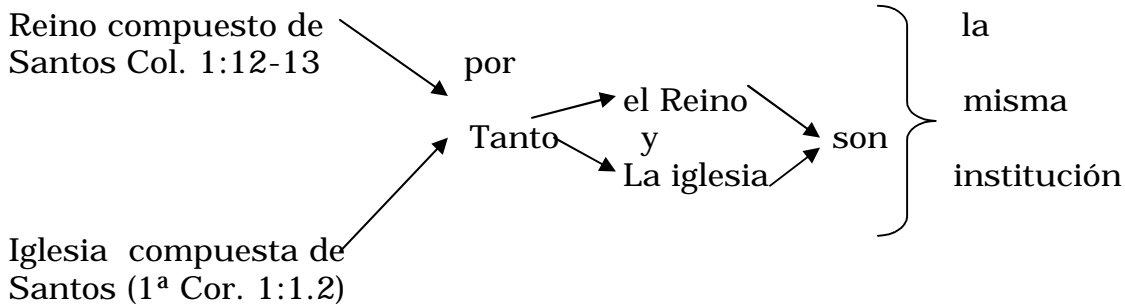 Reino compuesto de
Santos Col. 1:12-13
por
Tanto
el Reino
y
La iglesia
son
la
misma
institución
Iglesia compuesta de
Santos (1ª Cor. 1:1.2)